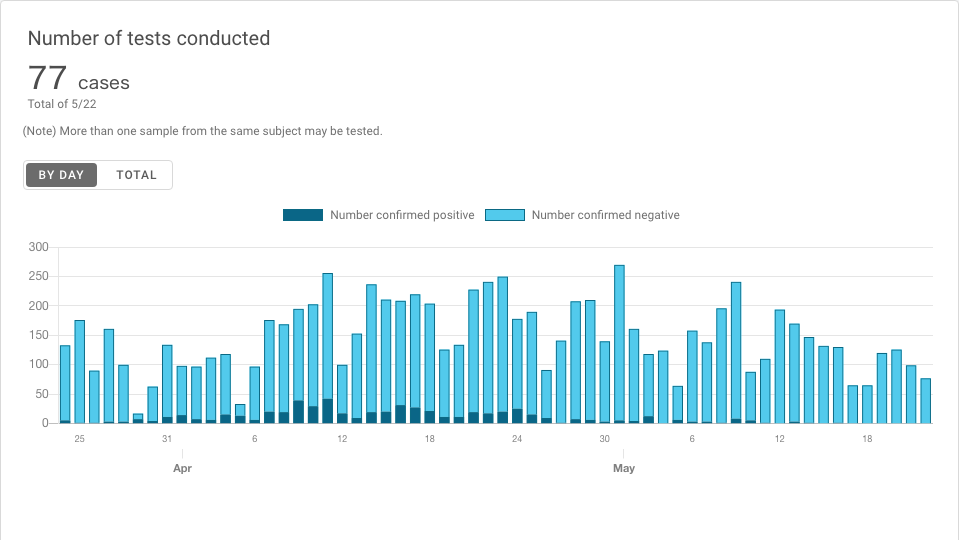 Number of tests conducted
77 cases
Total of 5/22
(Note) More than one sample from the same subject may be tested.
BY DAY TOTAL
Number confirmed positive Number confirmed negative
300
250
200
150
100
50
0
25 31 6 12 18 24 30 6 12 18
Apr May